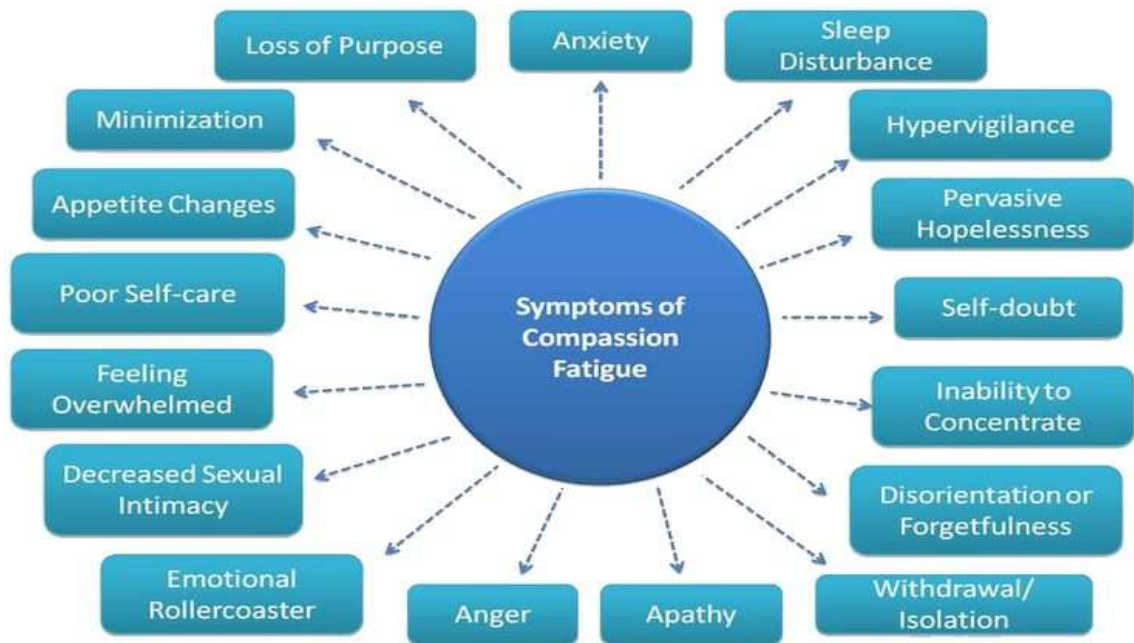 Symptoms of
Compassion
Fatigue
Anxiety
Sleep
Disturbance
Hypervigilance
Pervasive
Hopelessness
Self-doubt
Inability to
Concentrate
Disorientation or
Forgetfulness
Withdrawal/
Isolation
Apathy
Anger
Emotional
Rollercoaster
Decreased Sexual
Intimacy
Feeling
Overwhelmed
Poor Self-care
Appetite Changes
Minimization
Loss of Purpose